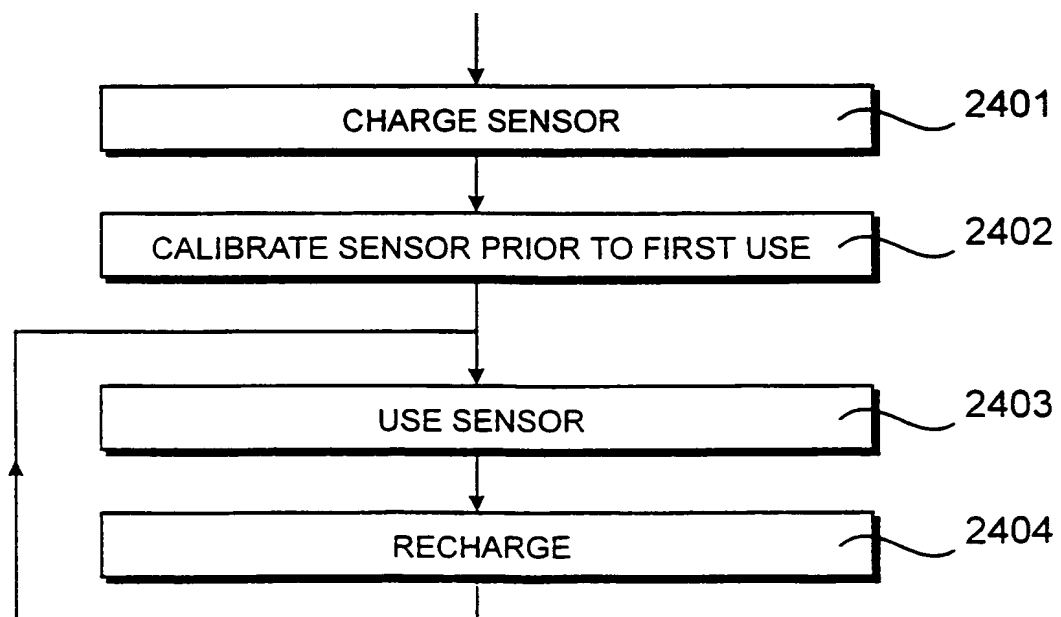 CHARGE SENSOR 2401
CALIBRATE SENSOR PRIOR TO FIRST USE 2402
USE SENSOR 2403
RECHARGE 2404